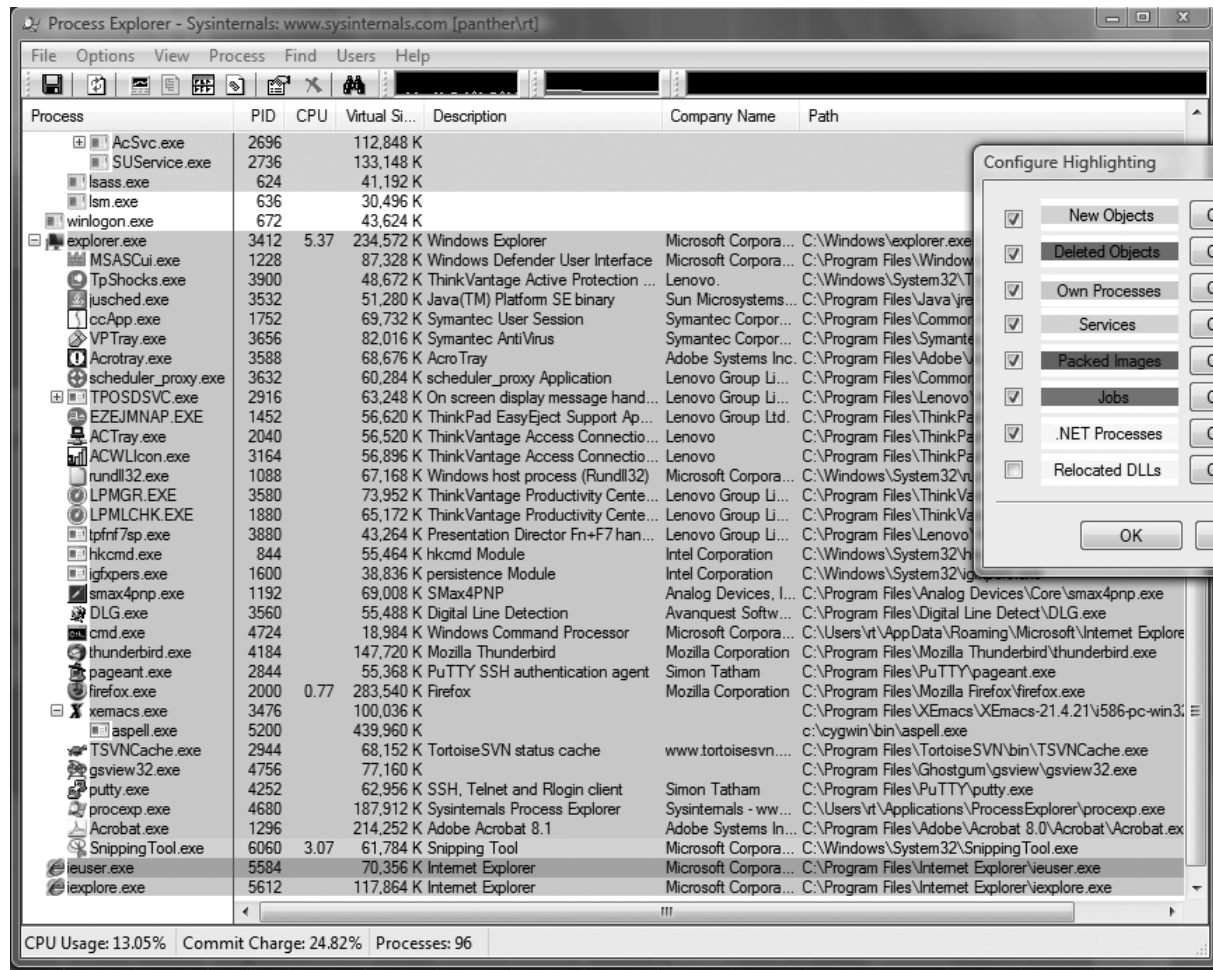 Process Explorer - Sysinternals: www.sysinternals.com [panther\rt]
File Options View Process Find Users Help
Process PID CPU Virtual Si... Description Company Name Path
AcSvc.exe 2696 112,848 K
SUService.exe 2736 133,148 K
lsass.exe 624 41,192 K
lsm.exe 636 30,496 K
winlogon.exe 672 43,624 K
explorer.exe 3412 5.37 234,572 K Windows Explorer Microsoft Corpora... C:\Windows\explorer.exe
MSASCui.exe 1228 87,328 K Windows Defender User Interface Microsoft Corpora... C:\Program Files\Window
TpShocks.exe 3900 48,672 K ThinkVantage Active Protection ... Lenovo. C:\Windows\System32\T
jusched.exe 3532 51,280 K Java(TM) Platform SE binary Sun Microsystems... C:\Program Files\Java\jre
ccApp.exe 1752 69,732 K Symantec User Session Symantec Corpor... C:\Program Files\Common
VPTray.exe 3656 82,016 K Symantec AntiVirus Symantec Corpor... C:\Program Files\Symante
Acrotray.exe 3588 68,676 K AcroTray Adobe Systems Inc. C:\Program Files\Adobe\
scheduler_proxy.exe 3632 60,284 K scheduler_proxy Application Lenovo Group Li... C:\Program Files\Common
TPOSDSVC.exe 2916 63,248 K On screen display message hand... Lenovo Group Li... C:\Program Files\Lenovo
EZEJMNAP.EXE 1452 56,620 K ThinkPad EasyEject Support Ap... Lenovo Group Ltd. C:\Program Files\ThinkPa
ACTray.exe 2040 56,520 K ThinkVantage Access Connectio... Lenovo C:\Program Files\ThinkPa
ACWLIcon.exe 3164 56,896 K ThinkVantage Access Connectio... Lenovo C:\Program Files\ThinkPa
rundll32.exe 1088 67,168 K Windows host process (Rundll32) Microsoft Corpora... C:\Windows\System32\ru
LPMGR.EXE 3580 73,952 K ThinkVantage Productivity Cente... Lenovo Group Li... C:\Program Files\ThinkVa
LPMLCHK.EXE 1880 65,172 K ThinkVantage Productivity Cente... Lenovo Group Li... C:\Program Files\ThinkVa
tpfnf7sp.exe 3880 43,264 K Presentation Director Fn+F7 han... Lenovo Group Li... C:\Program Files\Lenovo
hkcmd.exe 844 55,464 K hkcmd Module Intel Corporation C:\Windows\System32\h
igfxpers.exe 1600 38,836 K persistence Module Intel Corporation C:\Windows\System32\igfxpers.exe
smax4pnp.exe 1192 69,008 K SMax4PNP Analog Devices, I... C:\Program Files\Analog Devices\Core\smax4pnp.exe
DLG.exe 3560 55,488 K Digital Line Detection Avanquest Softw... C:\Program Files\Digital Line Detect\DLG.exe
cmd.exe 4724 18,984 K Windows Command Processor Microsoft Corpora... C:\Users\rt\AppData\Roaming\Microsoft\Internet Explore
thunderbird.exe 4184 147,720 K Mozilla Thunderbird Mozilla Corporation C:\Program Files\Mozilla Thunderbird\thunderbird.exe
pageant.exe 2844 55,368 K PuTTY SSH authentication agent Simon Tatham C:\Program Files\PuTTY\pageant.exe
firefox.exe 2000 0.77 283,540 K Firefox Mozilla Corporation C:\Program Files\Mozilla Firefox\firefox.exe
xemacs.exe 3476 100,036 K C:\Program Files\XEmacs\XEmacs-21.4.21\i586-pc-win32
aspell.exe 5200 439,960 K c:\cygwin\bin\aspell.exe
TSVNCache.exe 2944 68,152 K TortoiseSVN status cache www.tortoisesvn.... C:\Program Files\TortoiseSVN\bin\TSVNCache.exe
gsview32.exe 4756 77,160 K C:\Program Files\Ghostgum\gsview\gsview32.exe
putty.exe 4252 62,956 K SSH, Telnet and Rlogin client Simon Tatham C:\Program Files\PuTTY\putty.exe
procexp.exe 4680 187,912 K Sysinternals Process Explorer Sysinternals - ww... C:\Users\rt\Applications\ProcessExplorer\procexp.exe
Acrobat.exe 1296 214,252 K Adobe Acrobat 8.1 Adobe Systems In... C:\Program Files\Adobe\Acrobat 8.0\Acrobat\Acrobat.ex
SnippingTool.exe 6060 3.07 61,784 K Snipping Tool Microsoft Corpora... C:\Windows\System32\SnippingTool.exe
ieuser.exe 5584 70,356 K Internet Explorer Microsoft Corpora... C:\Program Files\Internet Explorer\ieuser.exe
iexplore.exe 5612 117,864 K Internet Explorer Microsoft Corpora... C:\Program Files\Internet Explorer\iexplore.exe
CPU Usage: 13.05% Commit Charge: 24.82% Processes: 96
Configure Highlighting
New Objects
Deleted Objects
Own Processes
Services
Packed Images
Jobs
.NET Processes
Relocated DLLs
OK